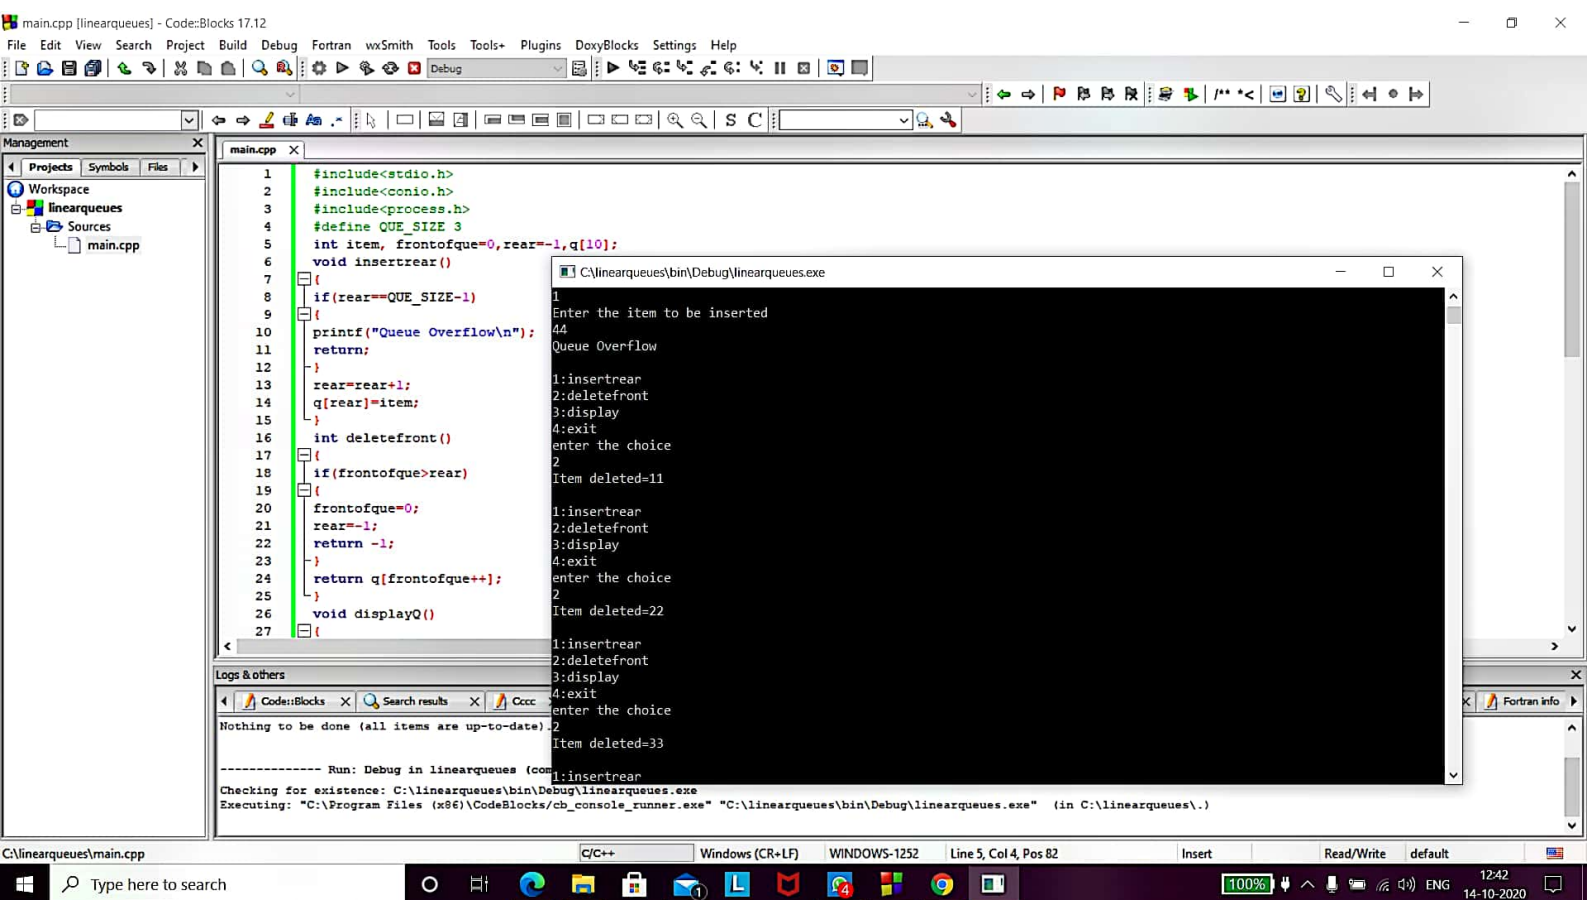 main.cpp [linearqueues] - Code::Blocks 17.12
File Edit View Search Project Build Debug Fortran wxSmith Tools Tools+ Plugins DoxyBlocks Settings Help
Debug
/** *<
S C
Management
Projects Symbols Files
Workspace
linearqueues
Sources
main.cpp
main.cpp
1 #include<stdio.h>
2 #include<conio.h>
3 #include<process.h>
4 #define QUE_SIZE 3
5 int item, frontofque=0,rear=-1,q[10];
6 void insertrear()
7 {
8 if(rear==QUE_SIZE-1)
9 {
10 printf("Queue Overflow\n");
11 return;
12 }
13 rear=rear+1;
14 q[rear]=item;
15 }
16 int deletefront()
17 {
18 if(frontofque>rear)
19 {
20 frontofque=0;
21 rear=-1;
22 return -1;
23 }
24 return q[frontofque++];
25 }
26 void displayQ()
27 {
C:\linearqueues\bin\Debug\linearqueues.exe
1
Enter the item to be inserted
44
Queue Overflow
1:insertrear
2:deletefront
3:display
4:exit
enter the choice
2
Item deleted=11
1:insertrear
2:deletefront
3:display
4:exit
enter the choice
2
Item deleted=22
1:insertrear
2:deletefront
3:display
4:exit
enter the choice
2
Item deleted=33
1:insertrear
Logs & others
Code::Blocks Search results Cccc Fortran info
Nothing to be done (all items are up-to-date).
-------------- Run: Debug in linearqueues (com
Checking for existence: C:\linearqueues\bin\Debug\linearqueues.exe
Executing: "C:\Program Files (x86)\CodeBlocks/cb_console_runner.exe" "C:\linearqueues\bin\Debug\linearqueues.exe" (in C:\linearqueues\.)
C:\linearqueues\main.cpp C/C++ Windows (CR+LF) WINDOWS-1252 Line 5, Col 4, Pos 82 Insert Read/Write default
Type here to search
1
L
4
100%
ENG
12:42
14-10-2020